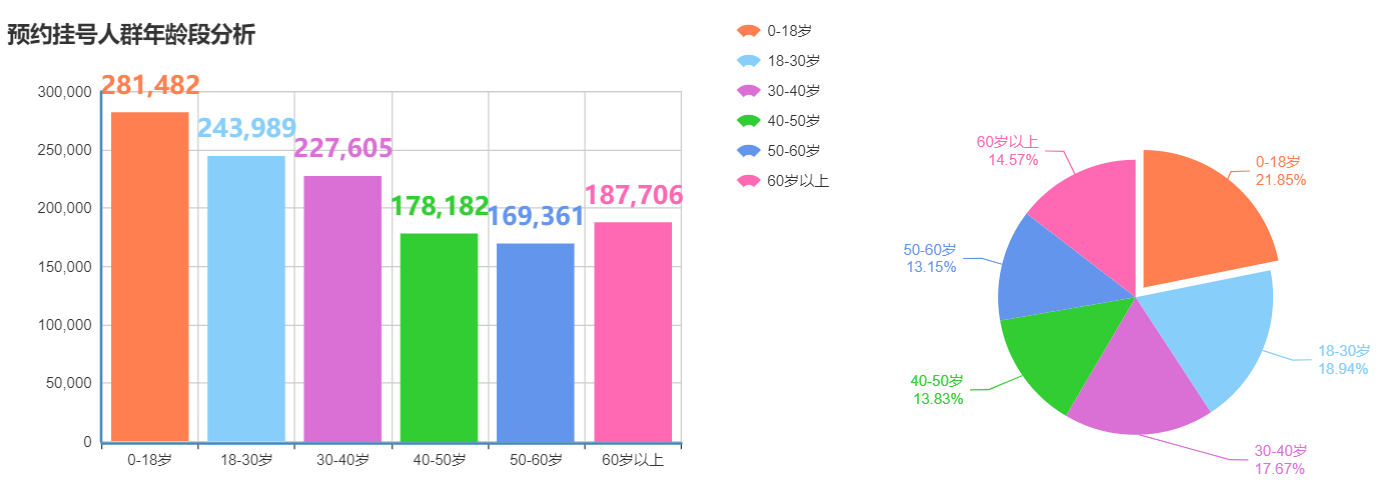 预约挂号人群年龄段分析
300,000
250,000
200,000
150,000
100,000
50,000
0
281,482
243,989
227,605
178,182
169,361
187,706
0-18岁
18-30岁
30-40岁
40-50岁
50-60岁
60岁以上
0-18岁
18-30岁
30-40岁
40-50岁
50-60岁
60岁以上
0-18岁
21.85%
18-30岁
18.94%
30-40岁
17.67%
40-50岁
13.83%
50-60岁
13.15%
60岁以上
14.57%